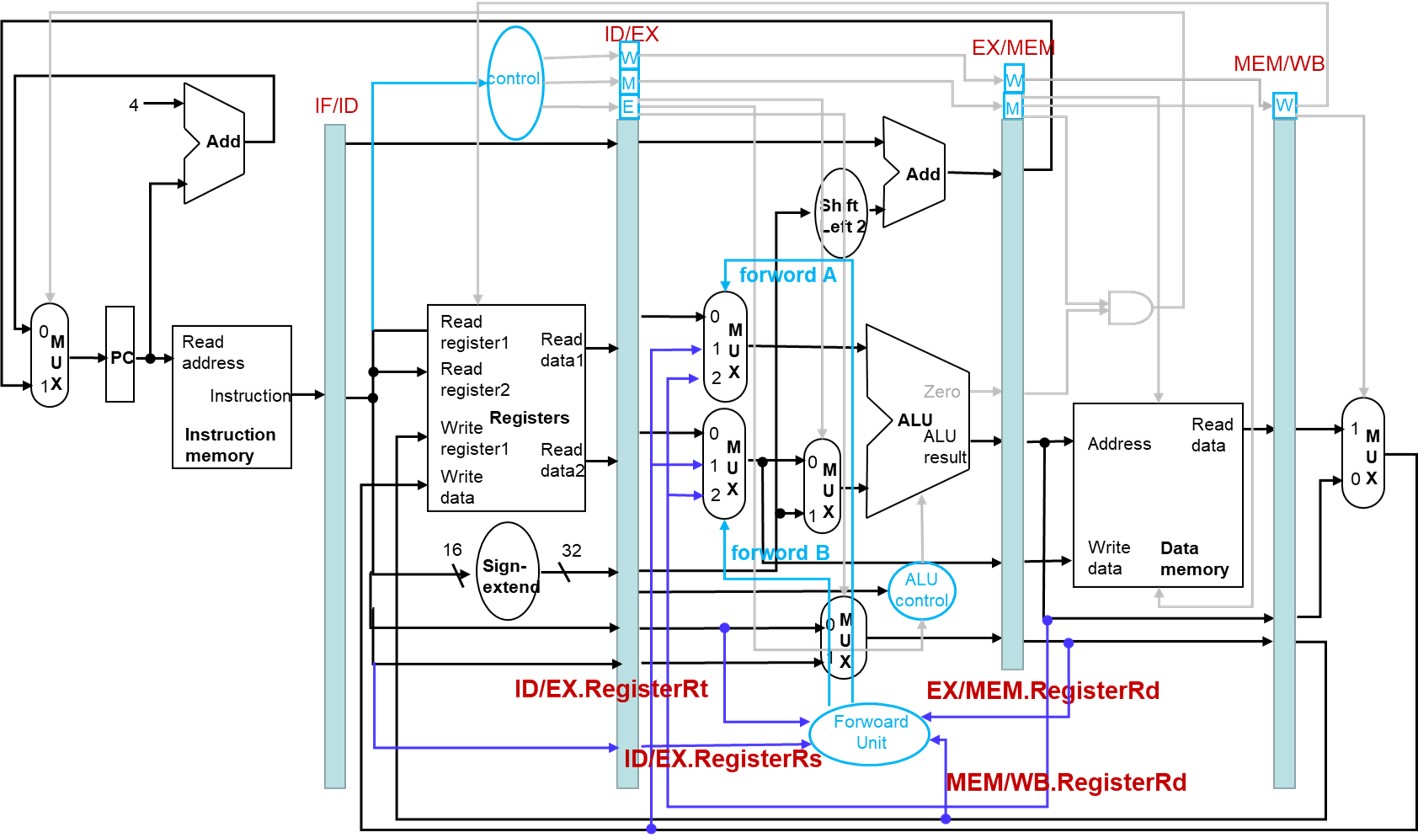 ID/EX
EX/MEM
MEM/WB
IF/ID
control
W
M
E
W
M
W
4
Add
Add
Shift
Left 2
forword A
0
M
U
X
1
PC
Read
address
Instruction
Instruction
memory
Read
register1
Read
register2
Write
register1
Write
data
Registers
Read
data1
Read
data2
0
1
2
M
U
X
0
1
2
M
U
X
0
1
M
U
X
Zero
ALU
ALU
result
Address
Read
data
Write
data
Data
memory
1
0
M
U
X
16
Sign-
extend
32
forword B
ALU
control
0
1
M
U
X
ID/EX.RegisterRt
EX/MEM.RegisterRd
Forwoard
Unit
ID/EX.RegisterRs
MEM/WB.RegisterRd